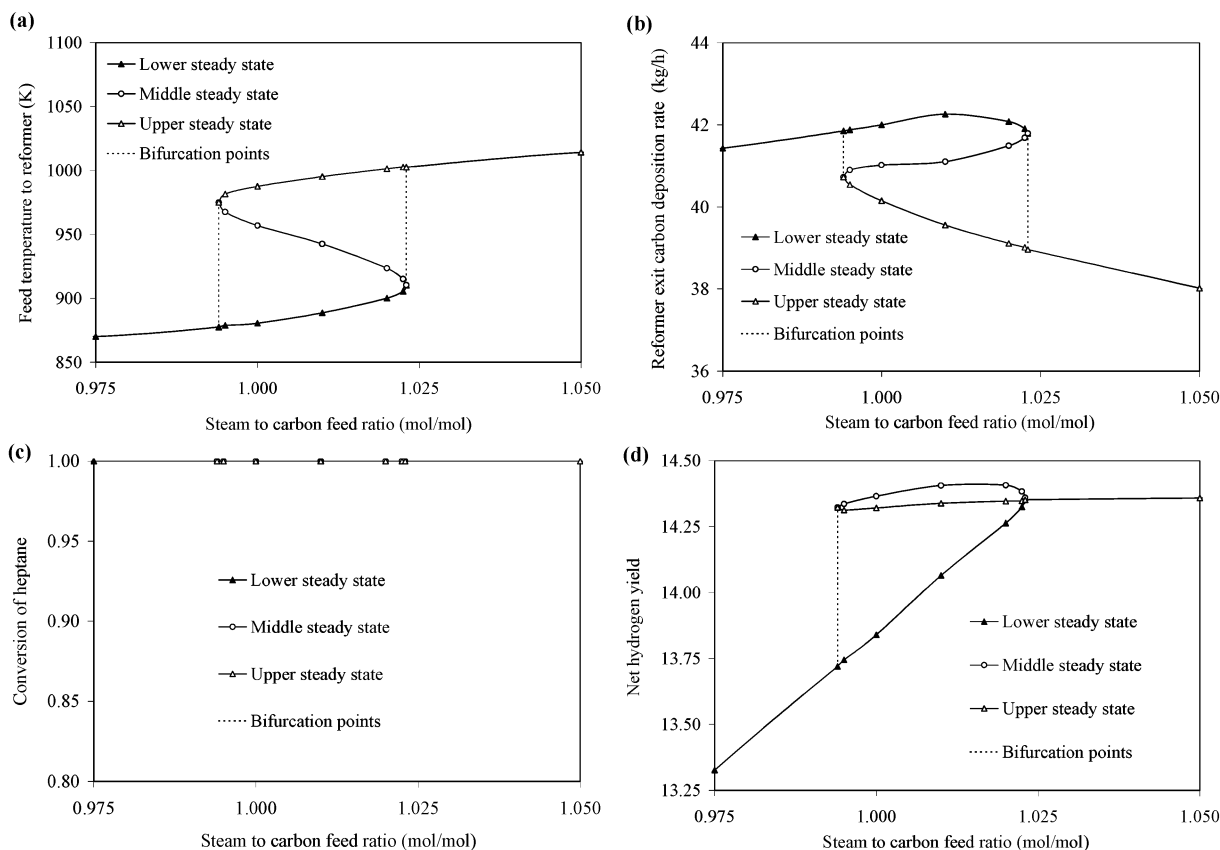 (a)
1100
1050
1000
950
900
850
Feed temperature to reformer (K)
Lower steady state
Middle steady state
Upper steady state
Bifurcation points
0.975
1.000
1.025
1.050
Steam to carbon feed ratio (mol/mol)
(b)
44
42
40
38
36
Reformer exit carbon deposition rate (kg/h)
Lower steady state
Middle steady state
Upper steady state
Bifurcation points
0.975
1.000
1.025
1.050
Steam to carbon feed ratio (mol/mol)
(c)
1.00
0.95
0.90
0.85
0.80
Conversion of heptane
Lower steady state
Middle steady state
Upper steady state
Bifurcation points
0.975
1.000
1.025
1.050
Steam to carbon feed ratio (mol/mol)
(d)
14.50
14.25
14.00
13.75
13.50
13.25
Net hydrogen yield
Lower steady state
Middle steady state
Upper steady state
Bifurcation points
0.975
1.000
1.025
1.050
Steam to carbon feed ratio (mol/mol)